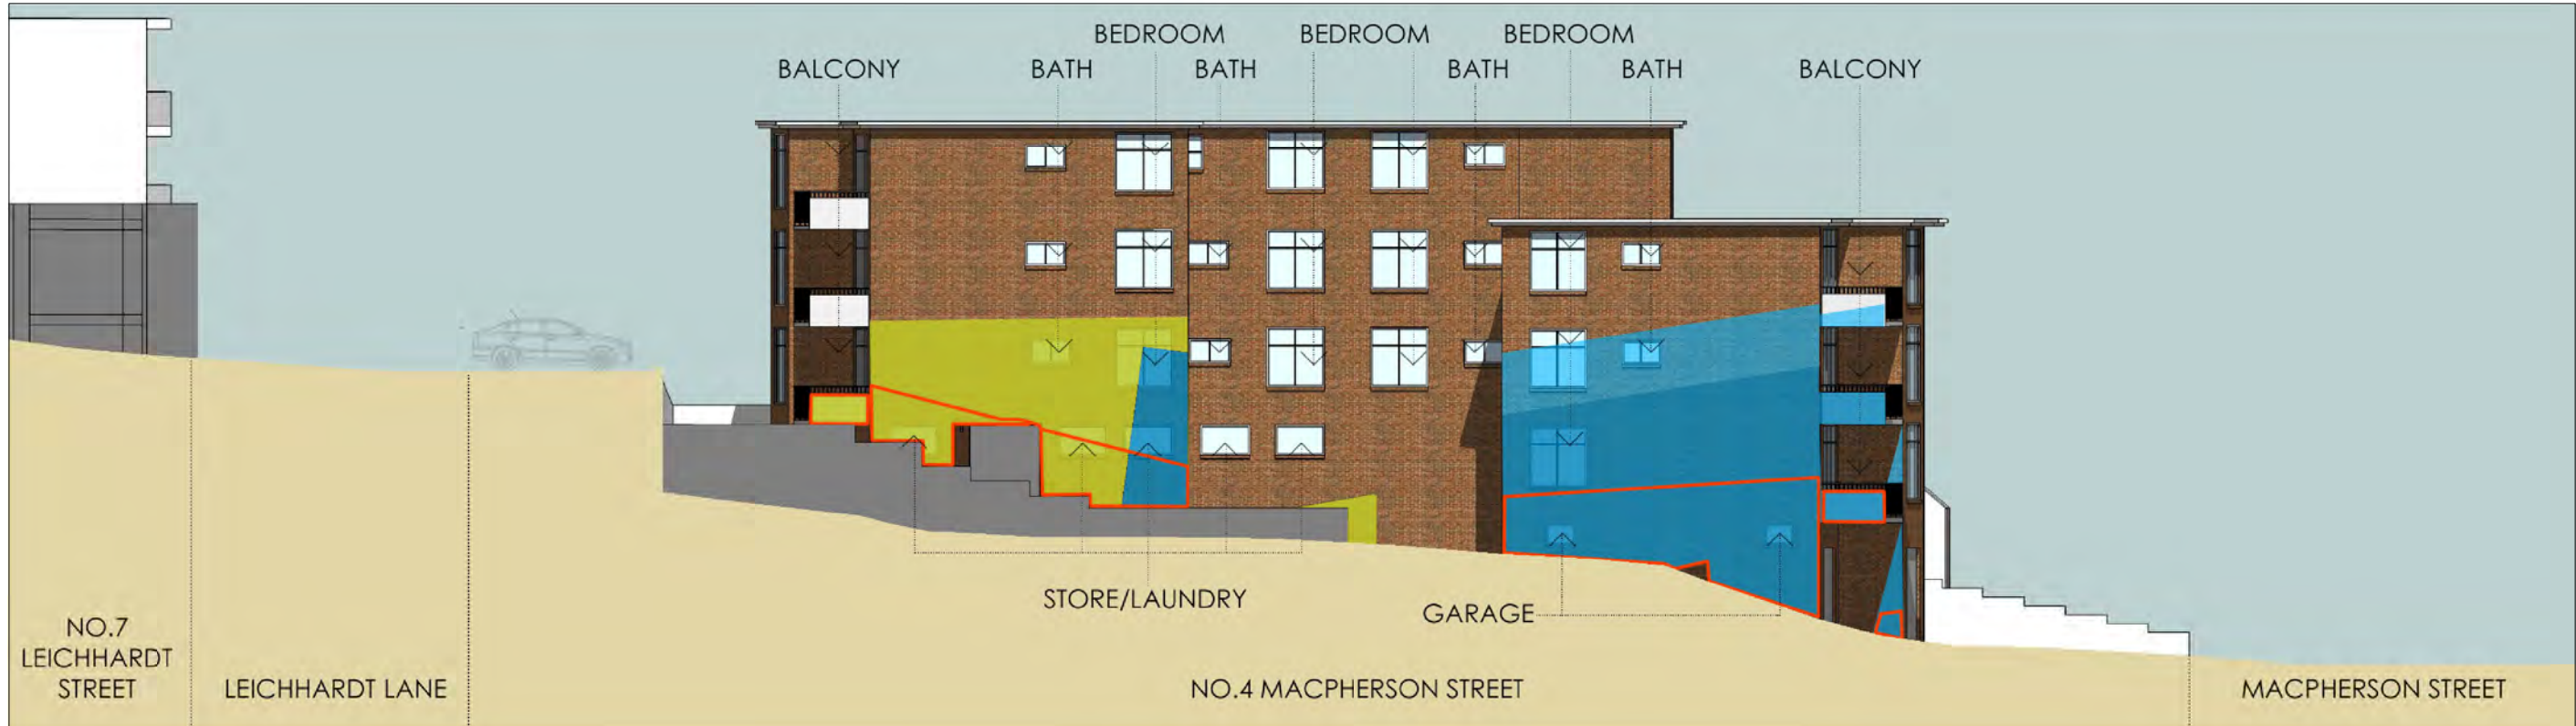 BEDROOM BEDROOM BEDROOM
BALCONY BATH BATH BATH BATH BALCONY
STORE/LAUNDRY
GARAGE
NO.7
LEICHHARDT
STREET
LEICHHARDT LANE
NO.4 MACPHERSON STREET
MACPHERSON STREET